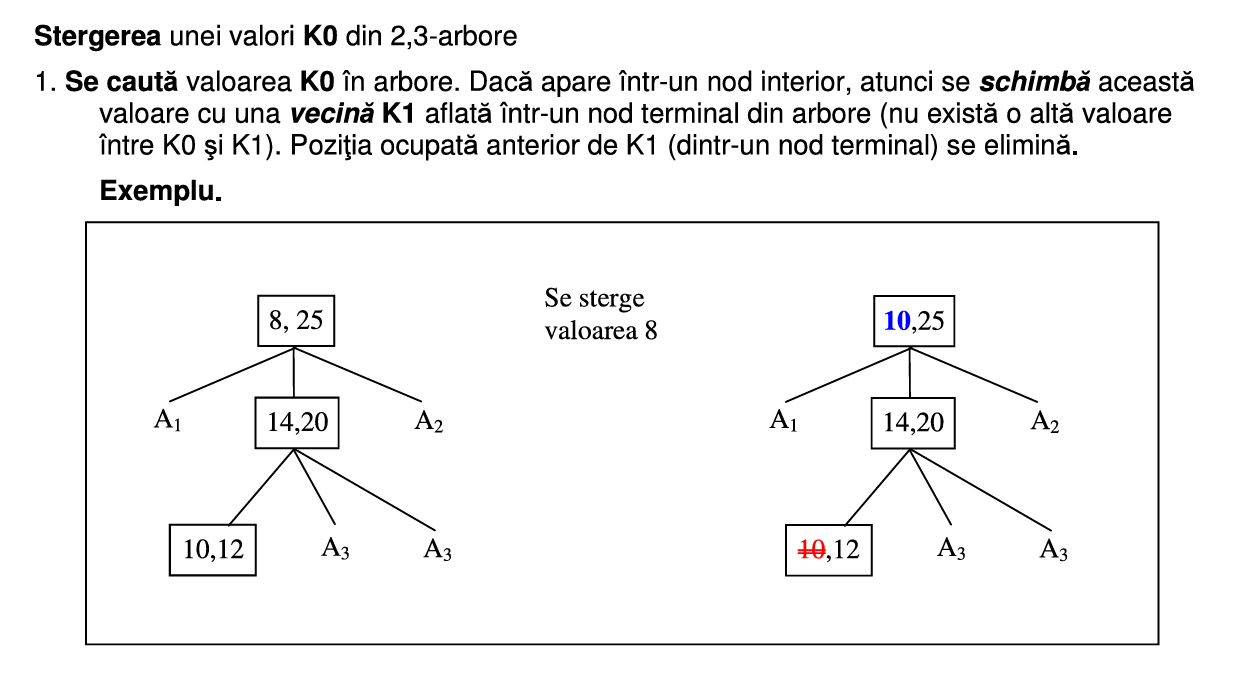 Stergerea unei valori K0 din 2,3-arbore
1. Se caută valoarea K0 în arbore. Dacă apare într-un nod interior, atunci se schimbă această
valoare cu una vecină K1 aflată într-un nod terminal din arbore (nu există o altă valoare
între K0 şi K1). Poziţia ocupată anterior de K1 (dintr-un nod terminal) se elimină.
Exemplu.
Se sterge
valoarea 8
8, 25
10,25
A1
14,20
A2
A1
14,20
A2
10,12
A3
A3
10,12
A3
A3